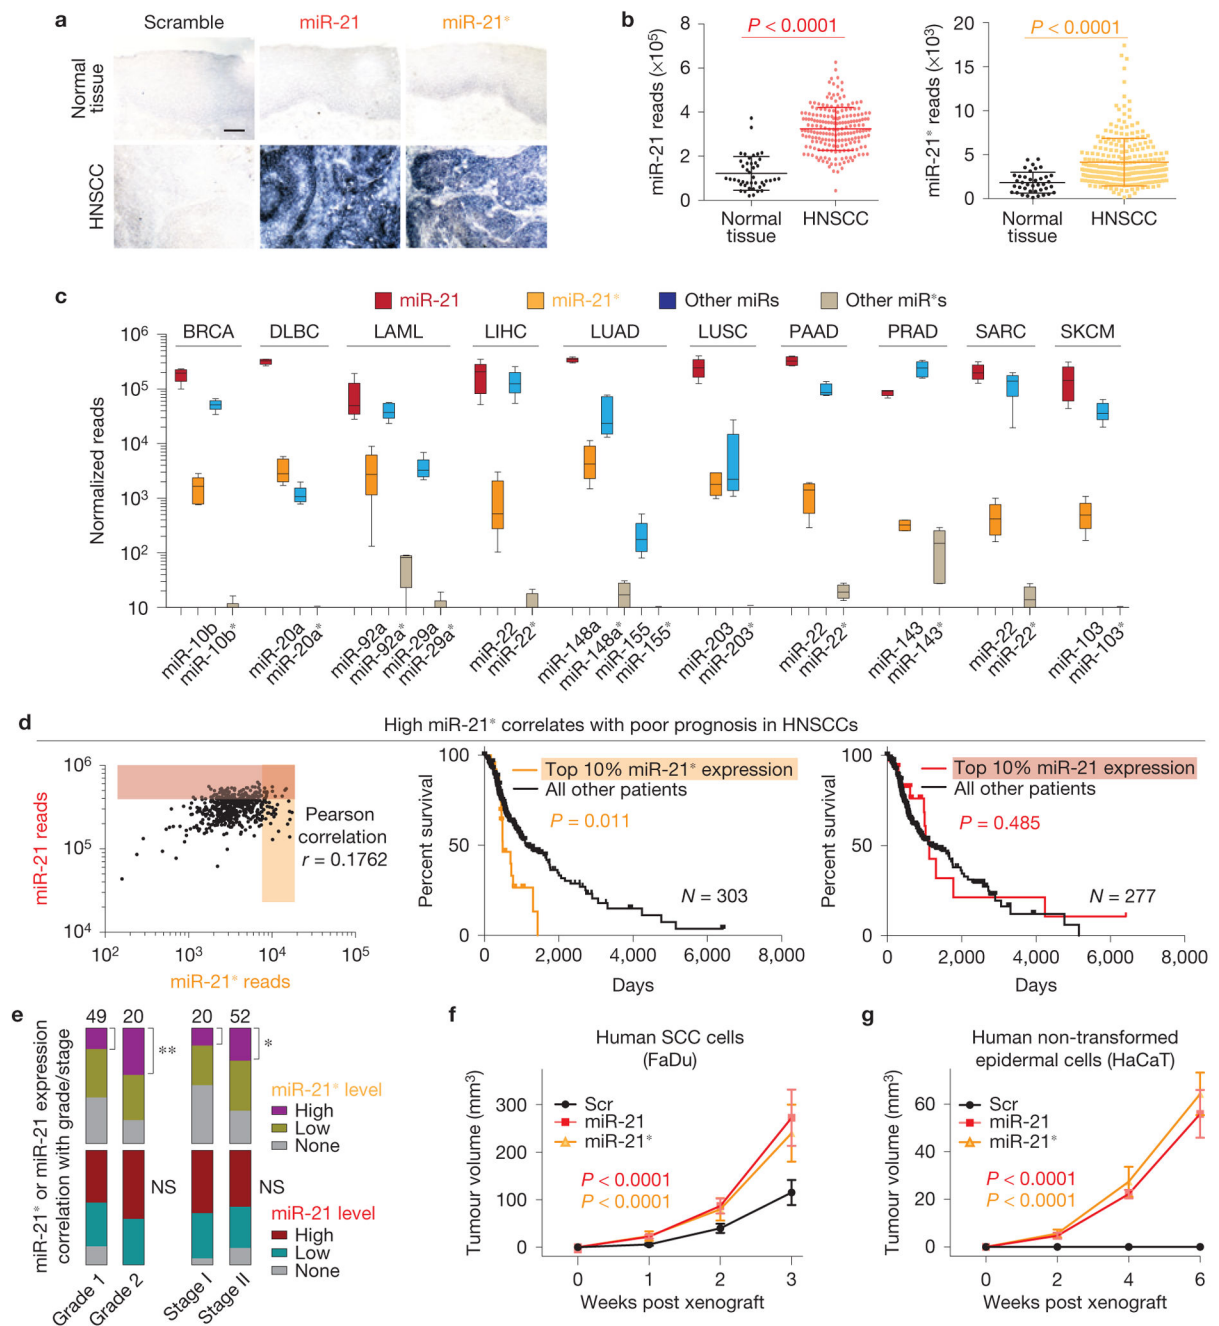 a
Scramble
miR-21
miR-21*
Normal
tissue
HNSCC
b
miR-21 reads (×10⁵)
8
6
4
2
0
P < 0.0001
Normal
tissue
HNSCC
miR-21* reads (×10³)
20
15
10
5
0
P < 0.0001
Normal
tissue
HNSCC
c
miR-21
miR-21*
Other miRs
Other miR*s
BRCA
DLBC
LAML
LIHC
LUAD
LUSC
PAAD
PRAD
SARC
SKCM
Normalized reads
10⁶
10⁵
10⁴
10³
10²
10
miR-10b
miR-10b*
miR-20a
miR-20a*
miR-92a
miR-92a*
miR-29a
miR-29a*
miR-22
miR-22*
miR-148a
miR-148a*
miR-155
miR-155*
miR-203
miR-203*
miR-22
miR-22*
miR-143
miR-143*
miR-22
miR-22*
miR-103
miR-103*
d
High miR-21* correlates with poor prognosis in HNSCCs
miR-21 reads
10⁶
10⁵
10⁴
10² 10³ 10⁴ 10⁵
miR-21* reads
Pearson
correlation
r = 0.1762
Percent survival
100
50
0
Top 10% miR-21* expression
All other patients
P = 0.011
N = 303
0 2,000 4,000 6,000 8,000
Days
Percent survival
100
50
0
Top 10% miR-21 expression
All other patients
P = 0.485
N = 277
0 2,000 4,000 6,000 8,000
Days
e
miR-21* or miR-21 expression
correlation with grade/stage
49 20 20 52
**
*
miR-21* level
High
Low
None
NS
NS
miR-21 level
High
Low
None
Grade 1
Grade 2
Stage I
Stage II
f
Human SCC cells
(FaDu)
Tumour volume (mm³)
300
200
100
0
Scr
miR-21
miR-21*
P < 0.0001
P < 0.0001
0 1 2 3
Weeks post xenograft
g
Human non-transformed
epidermal cells (HaCaT)
Tumour volume (mm³)
60
40
20
0
Scr
miR-21
miR-21*
P < 0.0001
P < 0.0001
0 2 4 6
Weeks post xenograft